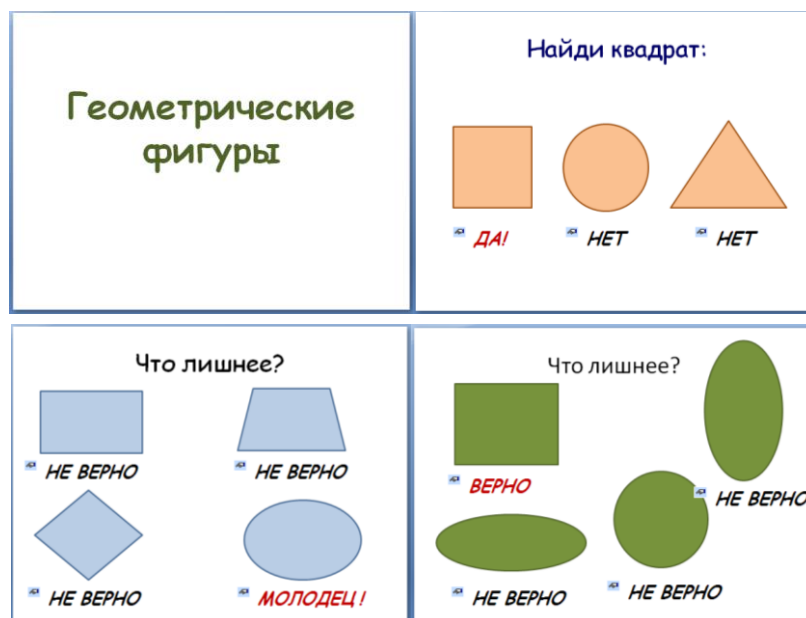 Геометрические
фигуры
Найди квадрат:
ДА!
НЕТ
НЕТ
Что лишнее?
НЕ ВЕРНО
НЕ ВЕРНО
НЕ ВЕРНО
МОЛОДЕЦ!
Что лишнее?
ВЕРНО
НЕ ВЕРНО
НЕ ВЕРНО
НЕ ВЕРНО